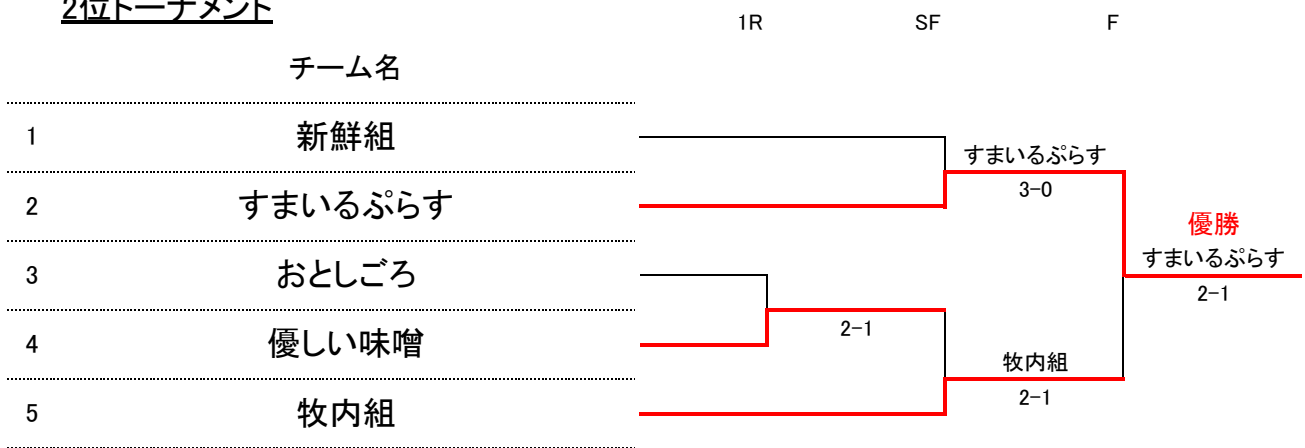 2位トーナメント
1R SF F
チーム名
1 新鮮組
すまいるぷらす
3-0
2 すまいるぷらす
優勝
すまいるぷらす
2-1
3 おとしごろ
2-1
4 優しい味噌
牧内組
2-1
5 牧内組